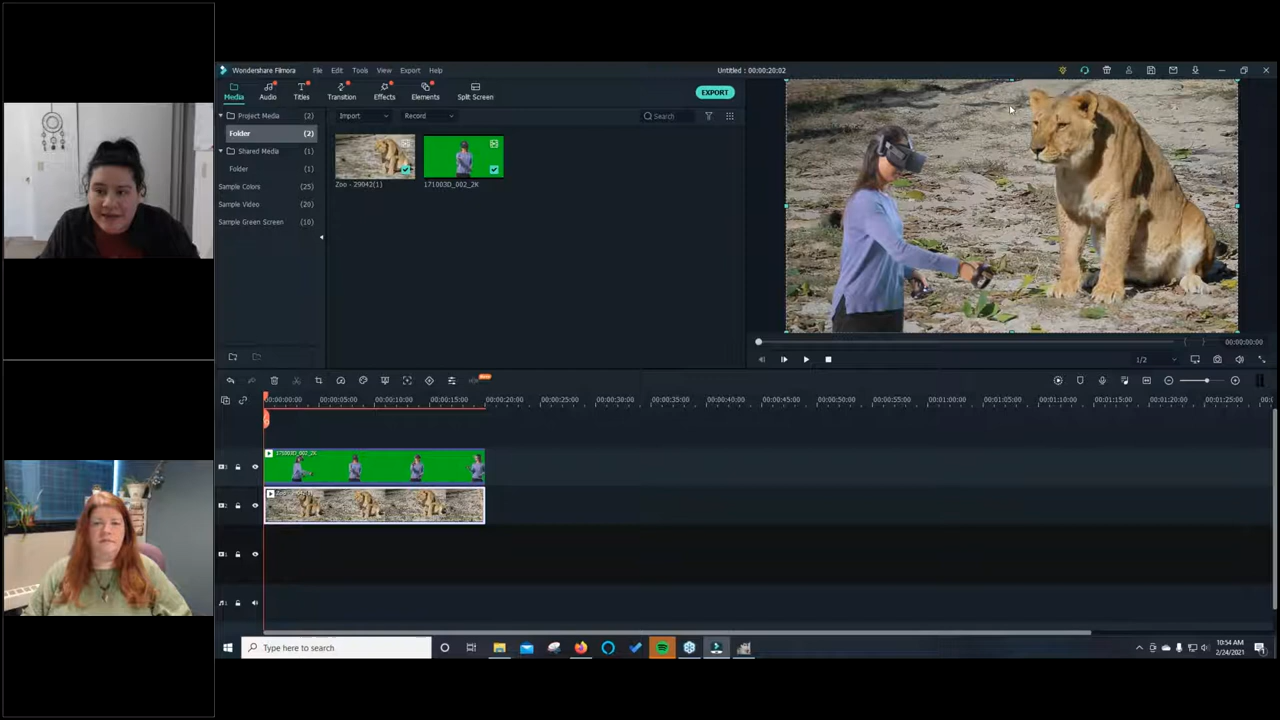 Wondershare Filmora File Edit Tools View Export Help Untitled : 00:00:20:02
Media Audio Titles Transition Effects Elements Split Screen EXPORT
Project Media (2) Import Record Search
Folder (2)
Shared Media (1)
Folder (1)
Sample Colors (25) Zoo - 29042(1) 171003D_002_2K
Sample Video (20)
Sample Green Screen (10)
00:00:00:00
1/2
Beta
00:00:00:00 00:00:05:00 00:00:10:00 00:00:15:00 00:00:20:00 00:00:25:00 00:00:30:00 00:00:35:00 00:00:40:00 00:00:45:00 00:00:50:00 00:00:55:00 00:01:00:00 00:01:05:00 00:01:10:00 00:01:15:00 00:01:20:00 00:01:25:00
171003D_002_2K
Type here to search
10:54 AM
2/24/2021